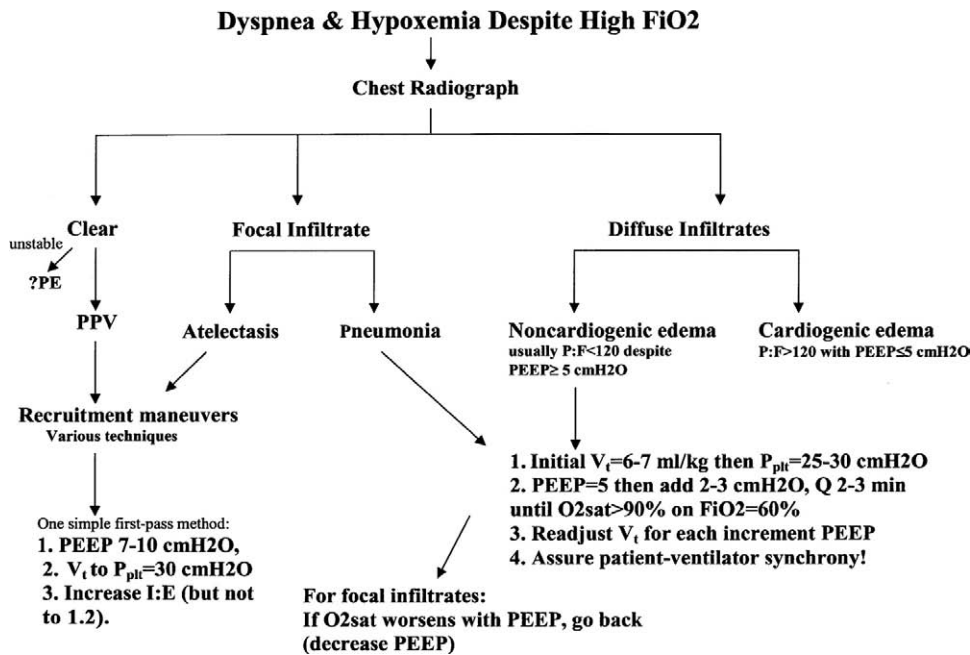 Dyspnea & Hypoxemia Despite High FiO2
Chest Radiograph
Clear
Focal Infiltrate
Diffuse Infiltrates
unstable
?PE
PPV
Atelectasis
Pneumonia
Noncardiogenic edema
usually P:F<120 despite
PEEP≥ 5 cmH2O
Cardiogenic edema
P:F>120 with PEEP≤5 cmH2O
Recruitment maneuvers
Various techniques
One simple first-pass method:
1. PEEP 7-10 cmH2O,
2. Vt to Pplt=30 cmH2O
3. Increase I:E (but not
to 1.2).
1. Initial Vt=6-7 ml/kg then Pplt=25-30 cmH2O
2. PEEP=5 then add 2-3 cmH2O, Q 2-3 min
until O2sat>90% on FiO2=60%
3. Readjust Vt for each increment PEEP
4. Assure patient-ventilator synchrony!
For focal infiltrates:
If O2sat worsens with PEEP, go back
(decrease PEEP)